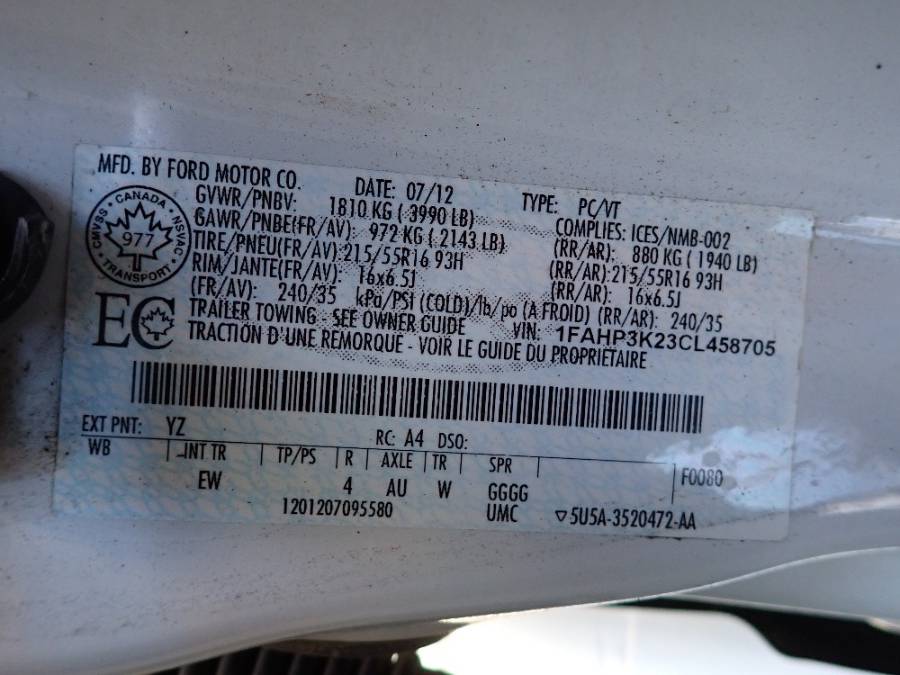 MFD. BY FORD MOTOR CO.
DATE: 07/12 TYPE: PC/VT
GVWR/PNBV: 1810 KG ( 3990 LB) COMPLIES: ICES/NMB-002
GAWR/PNBE(FR/AV): 972 KG ( 2143 LB) (RR/AR): 880 KG ( 1940 LB)
TIRE/PNEU(FR/AV):215/55R16 93H (RR/AR):215/55R16 93H
RIM/JANTE(FR/AV): 16x6.5J (RR/AR): 16x6.5J
(FR/AV): 240/35 kPa/PSI (COLD)/lb/po (A FROID) (RR/AR): 240/35
TRAILER TOWING - SEE OWNER GUIDE VIN: 1FAHP3K23CL458705
TRACTION D'UNE REMORQUE - VOIR LE GUIDE DU PROPRIÉTAIRE
CANADA
CMVSS NSVAC
977
TRANSPORT
EC
EXT PNT: YZ RC: A4 DSO:
WB INT TR TP/PS R AXLE TR SPR F0080
EW 4 AU W GGGG
1201207095580 UMC ▽5U5A-3520472-AA